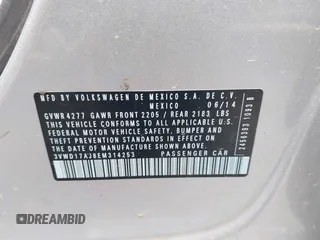 MFD. BY VOLKSWAGEN DE MEXICO S.A. DE C.V.
MEXICO 06/14
GVWR 4277 GAWR FRONT 2205 / REAR 2183 LBS
THIS VEHICLE CONFORMS TO ALL APPLICABLE
FEDERAL MOTOR VEHICLE SAFETY, BUMPER AND
THEFT PREVENTION STANDARDS IN EFFECT
ON THE DATE OF MANUFACTURE SHOWN ABOVE.
3VWD17AJ8EM314253 PASSENGER CAR
2453393 1093 B